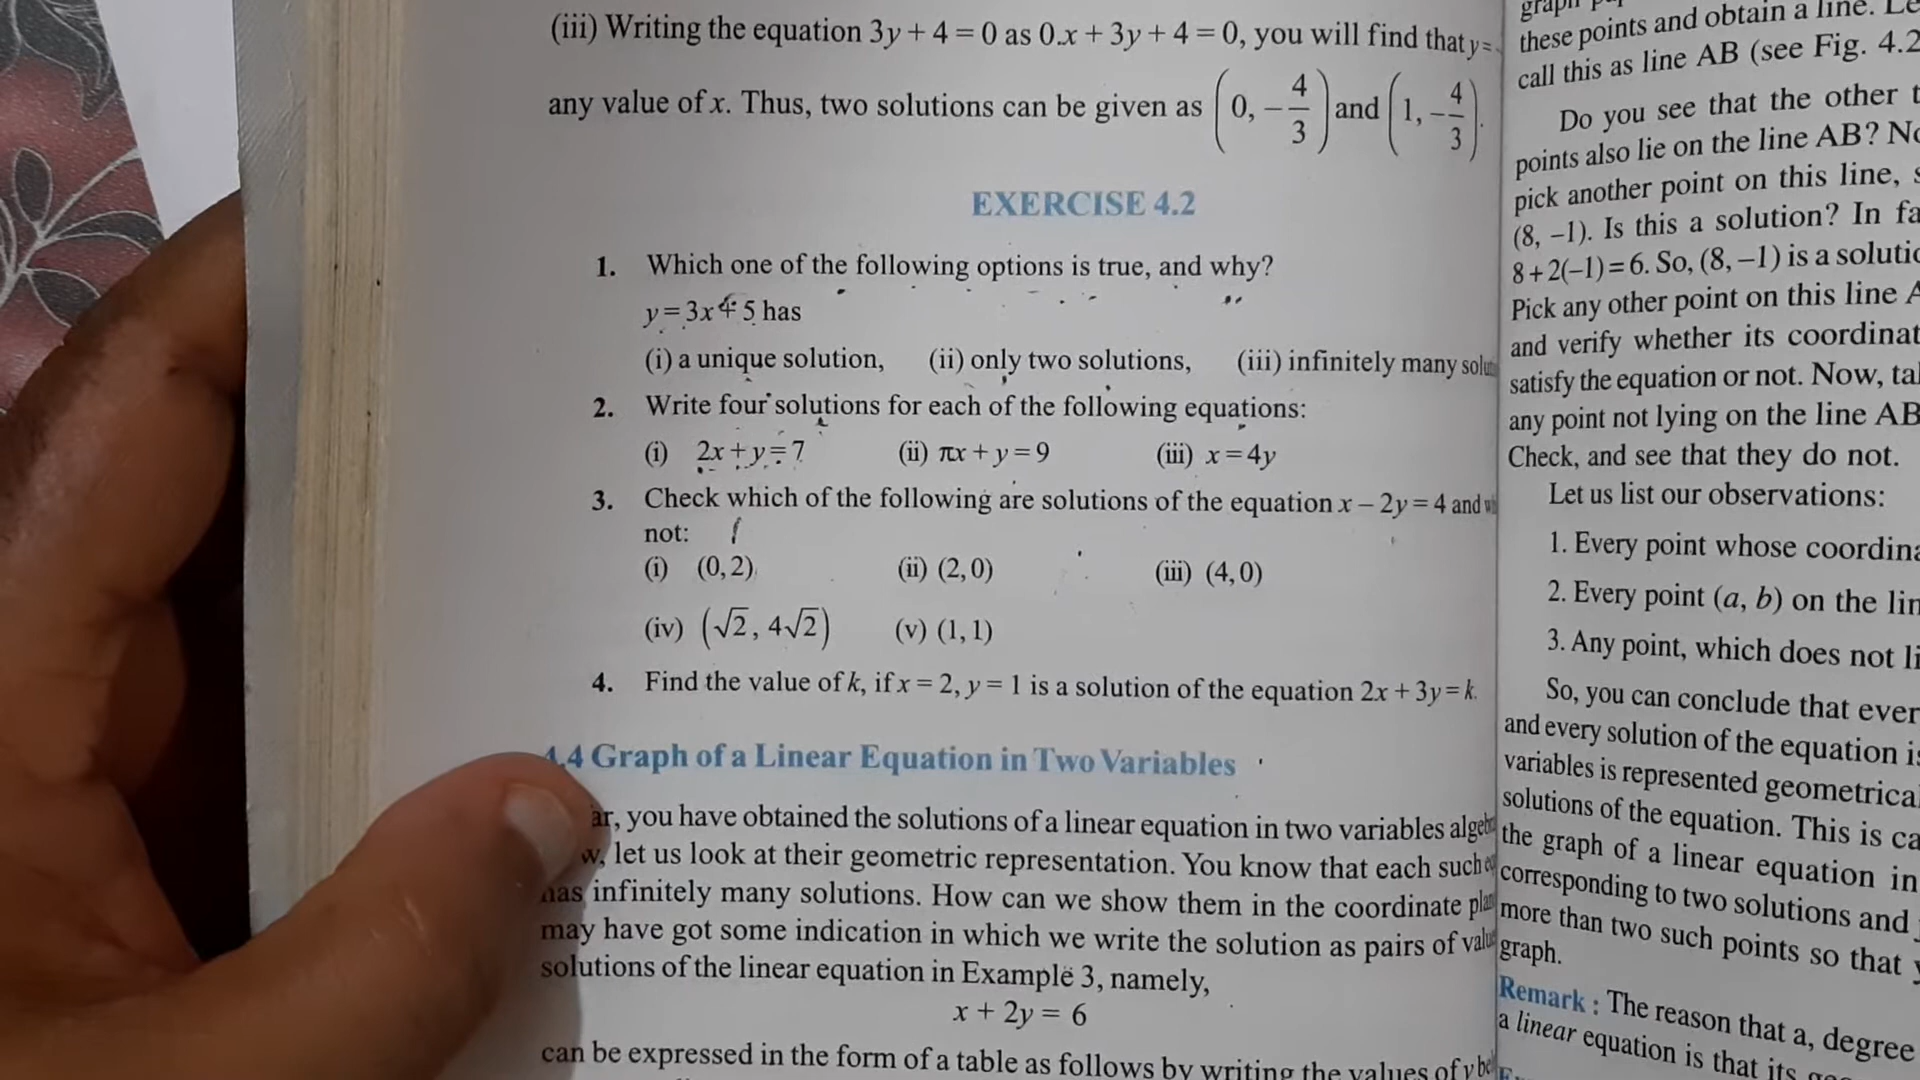 (iii) Writing the equation 3y + 4 = 0 as 0.x + 3y + 4 = 0, you will find that y =
any value of x. Thus, two solutions can be given as (0, −4/3) and (1, −4/3).
EXERCISE 4.2
1. Which one of the following options is true, and why?
y = 3x + 5 has
(i) a unique solution, (ii) only two solutions, (iii) infinitely many
2. Write four solutions for each of the following equations:
(i) 2x + y = 7 (ii) πx + y = 9 (iii) x = 4y
3. Check which of the following are solutions of the equation x − 2y = 4 and
not:
(i) (0, 2) (ii) (2, 0) (iii) (4, 0)
(iv) (√2, 4√2) (v) (1, 1)
4. Find the value of k, if x = 2, y = 1 is a solution of the equation 2x + 3y = k.
4.4 Graph of a Linear Equation in Two Variables
you have obtained the solutions of a linear equation in two variables
let us look at their geometric representation. You know that each such
has infinitely many solutions. How can we show them in the coordinate
may have got some indication in which we write the solution as pairs of
solutions of the linear equation in Example 3, namely,
x + 2y = 6
can be expressed in the form of a table as follows by writing the values of y
these points and obtain a line.
call this as line AB (see Fig. 4.2
Do you see that the other
points also lie on the line AB?
pick another point on this line,
(8, −1). Is this a solution? In
8 + 2(−1) = 6. So, (8, −1) is a
Pick any other point on this line
and verify whether its
satisfy the equation or not. Now,
any point not lying on the line AB
Check, and see that they do not.
Let us list our observations:
1. Every point whose
2. Every point (a, b) on the
3. Any point, which does not
So, you can conclude that
and every solution of the equation
variables is represented
solutions of the equation. This is
the graph of a linear equation in
corresponding to two solutions and
more than two such points so that
graph.
Remark : The reason that a, degree
a linear equation is that its